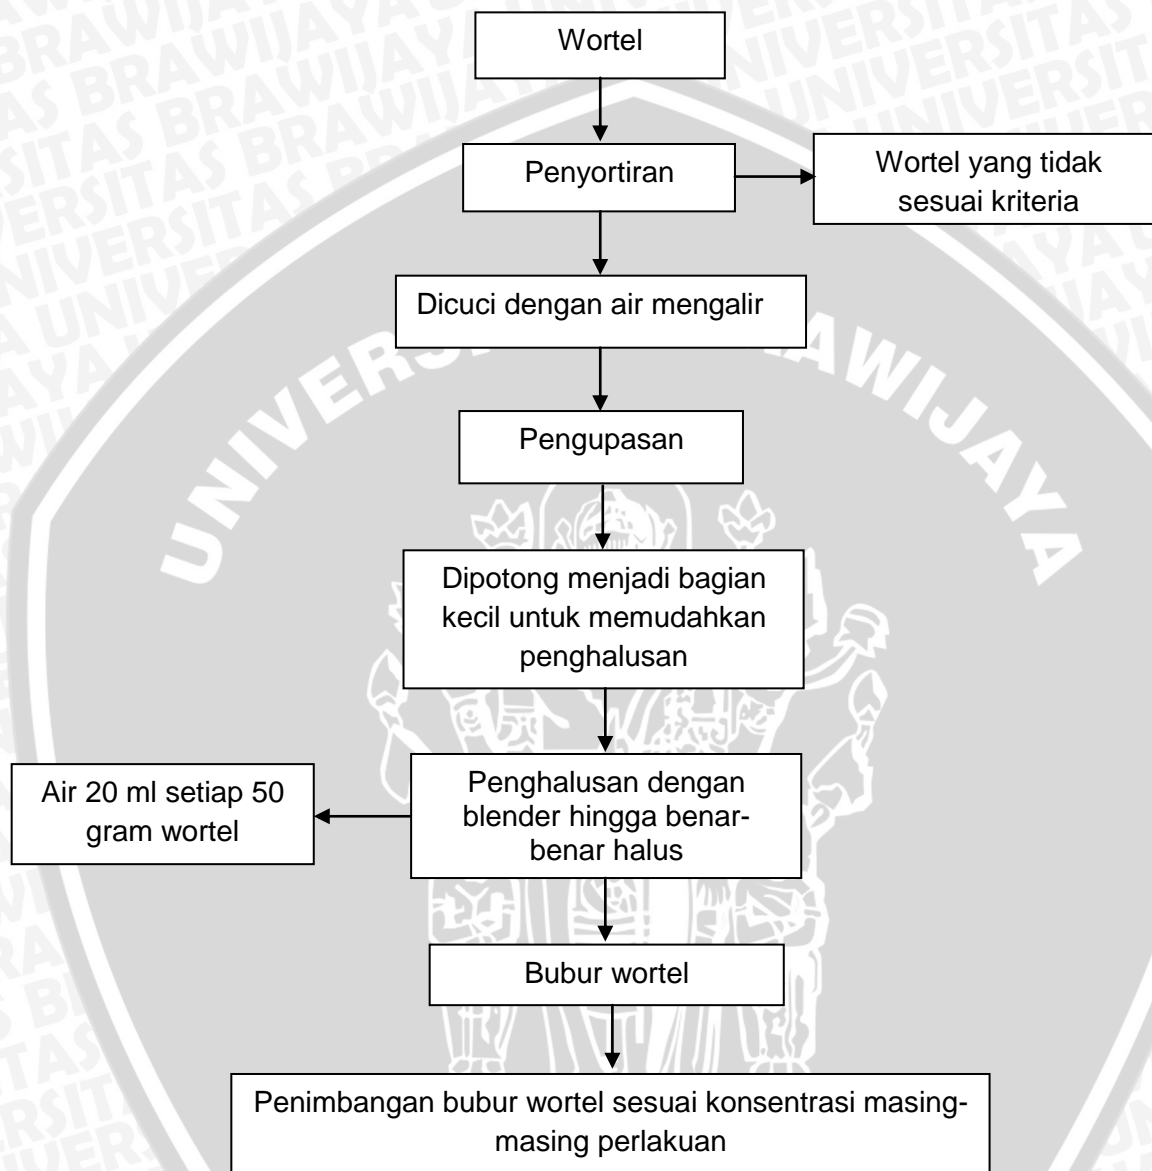 Wortel
Penyortiran
Wortel yang tidak
sesuai kriteria
Dicuci dengan air mengalir
Pengupasan
Dipotong menjadi bagian
kecil untuk memudahkan
penghalusan
Penghalusan dengan
blender hingga benar-
benar halus
Air 20 ml setiap 50
gram wortel
Bubur wortel
Penimbangan bubur wortel sesuai konsentrasi masing-
masing perlakuan